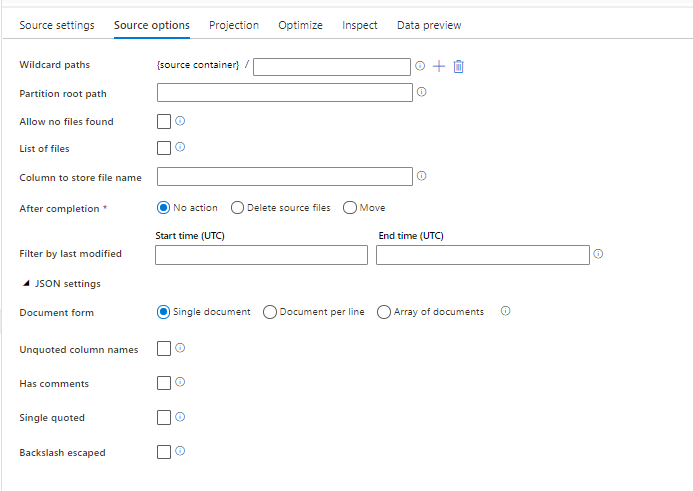 Source settings Source options Projection Optimize Inspect Data preview
Wildcard paths {source container} /
Partition root path
Allow no files found
List of files
Column to store file name
After completion * No action Delete source files Move
Start time (UTC) End time (UTC)
Filter by last modified
JSON settings
Document form Single document Document per line Array of documents
Unquoted column names
Has comments
Single quoted
Backslash escaped